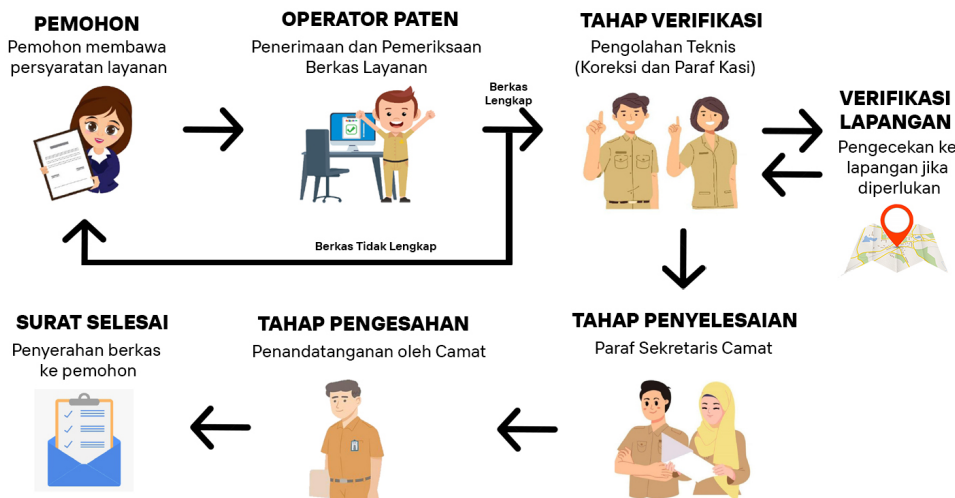 PEMOHON
Pemohon membawa
persyaratan layanan
OPERATOR PATEN
Penerimaan dan Pemeriksaan
Berkas Layanan
Berkas
Lengkap
TAHAP VERIFIKASI
Pengolahan Teknis
(Koreksi dan Paraf Kasi)
VERIFIKASI
LAPANGAN
Pengecekan ke
lapangan jika
diperlukan
Berkas Tidak Lengkap
SURAT SELESAI
Penyerahan berkas
ke pemohon
TAHAP PENGESAHAN
Penandatanganan oleh Camat
TAHAP PENYELESAIAN
Paraf Sekretaris Camat